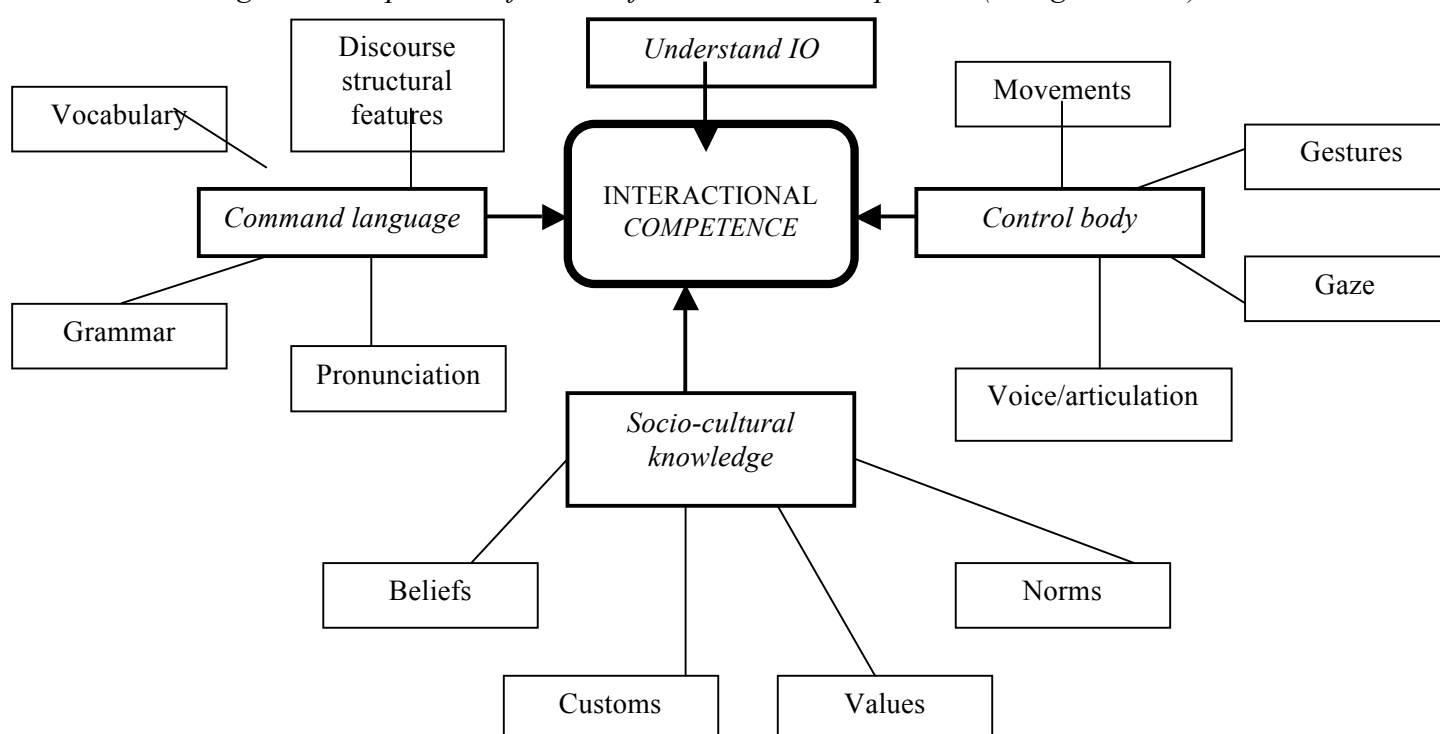 Discourse
structural
features
Understand IO
Vocabulary
Movements
Gestures
INTERACTIONAL
COMPETENCE
Command language
Control body
Gaze
Grammar
Pronunciation
Voice/articulation
Socio-cultural
knowledge
Beliefs
Norms
Customs
Values